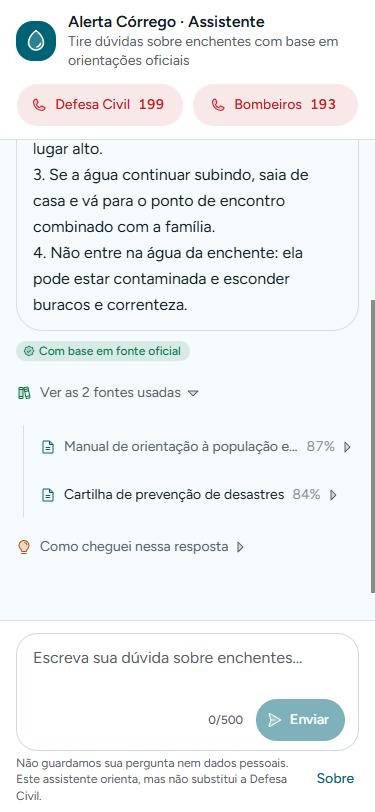 Alerta Córrego · Assistente
Tire dúvidas sobre enchentes com base em
orientações oficiais
Defesa Civil 199
Bombeiros 193
lugar alto.
3. Se a água continuar subindo, saia de
casa e vá para o ponto de encontro
combinado com a família.
4. Não entre na água da enchente: ela
pode estar contaminada e esconder
buracos e correnteza.
Com base em fonte oficial
Ver as 2 fontes usadas
Manual de orientação à população e... 87%
Cartilha de prevenção de desastres 84%
Como cheguei nessa resposta
Escreva sua dúvida sobre enchentes...
0/500
Enviar
Não guardamos sua pergunta nem dados pessoais.
Este assistente orienta, mas não substitui a Defesa
Civil.
Sobre